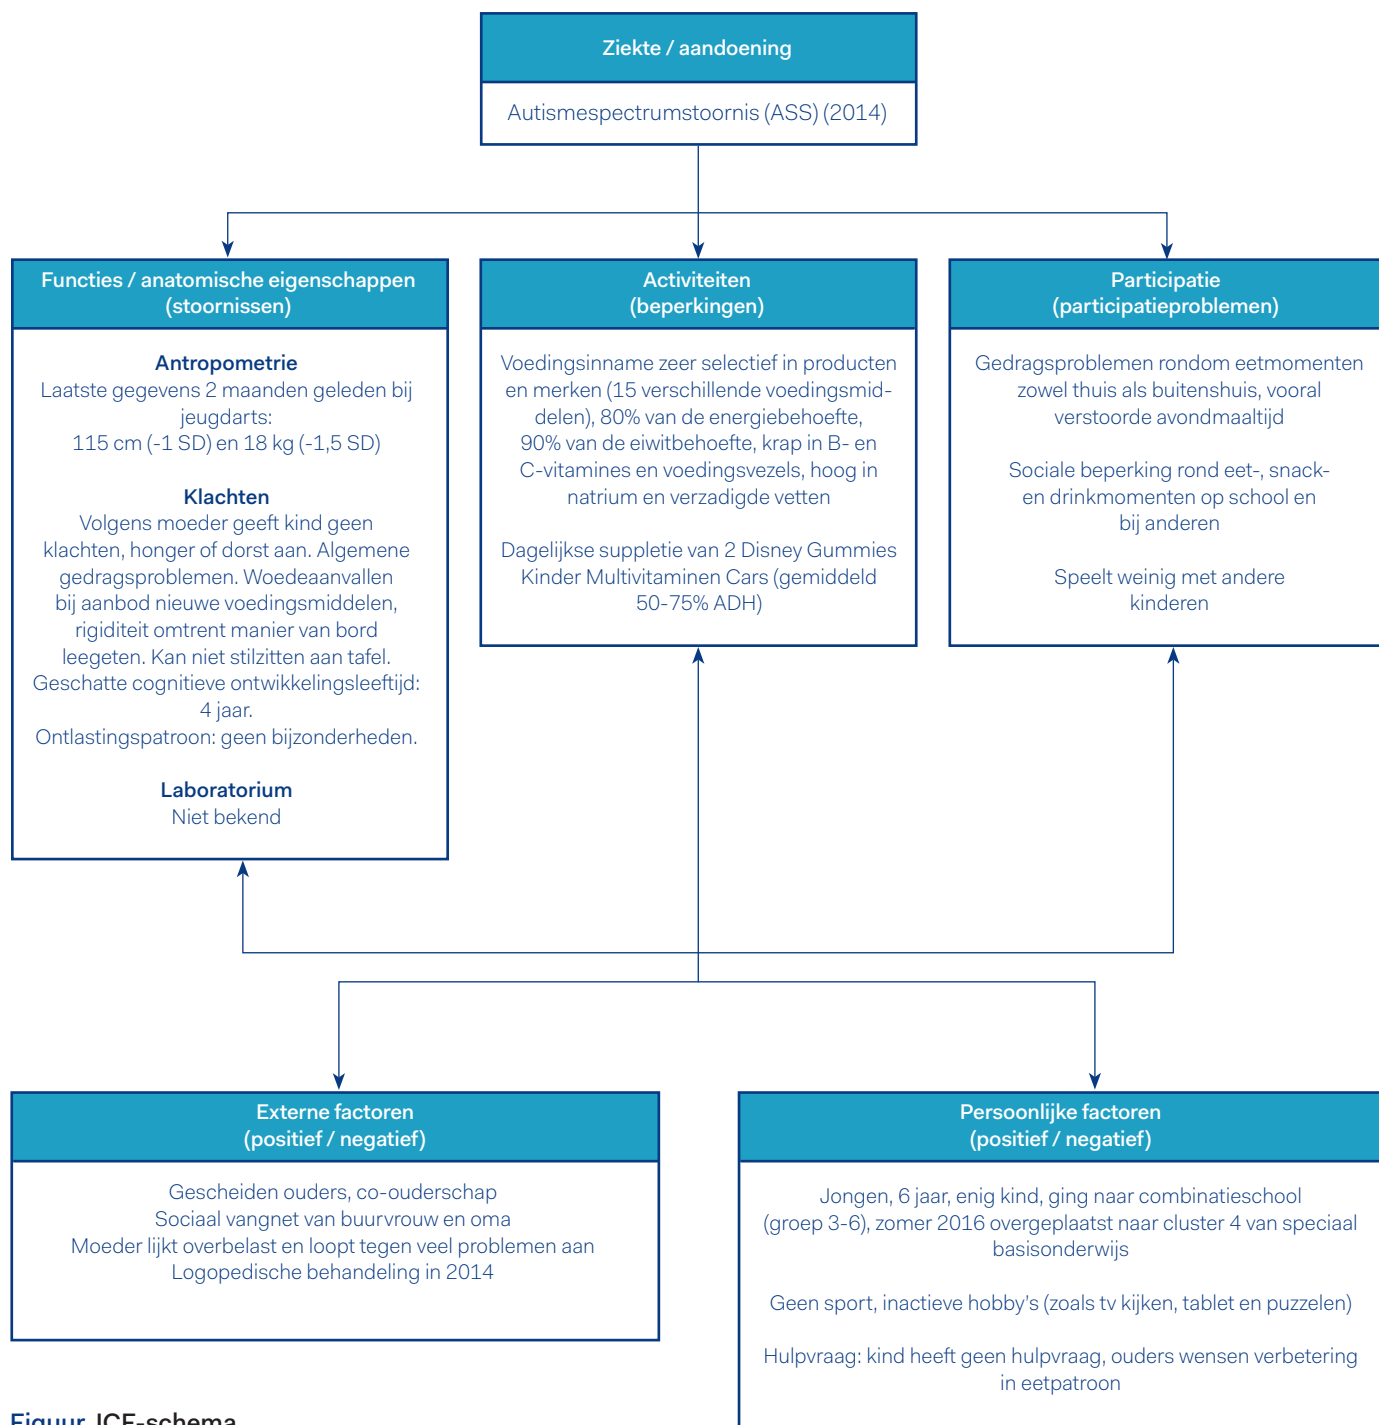 Ziekte / aandoening
Autismespectrumstoornis (ASS) (2014)
Functies / anatomische eigenschappen
(stoornissen)
Antropometrie
Laatste gegevens 2 maanden geleden bij
jeugdarts:
115 cm (-1 SD) en 18 kg (-1,5 SD)
Klachten
Volgens moeder geeft kind geen
klachten, honger of dorst aan. Algemene
gedragsproblemen. Woedeaanvallen
bij aanbod nieuwe voedingsmiddelen,
rigiditeit omtrent manier van bord
leegeten. Kan niet stilzitten aan tafel.
Geschatte cognitieve ontwikkelingsleeftijd:
4 jaar.
Ontlastingspatroon: geen bijzonderheden.
Laboratorium
Niet bekend
Activiteiten
(beperkingen)
Voedingsinname zeer selectief in producten
en merken (15 verschillende voedingsmid-
delen), 80% van de energiebehoefte,
90% van de eiwitbehoefte, krap in B- en
C-vitamines en voedingsvezels, hoog in
natrium en verzadigde vetten
Dagelijkse suppletie van 2 Disney Gummies
Kinder Multivitaminen Cars (gemiddeld
50-75% ADH)
Participatie
(participatieproblemen)
Gedragsproblemen rondom eetmomenten
zowel thuis als buitenshuis, vooral
verstoorde avondmaaltijd
Sociale beperking rond eet-, snack-
en drinkmomenten op school en
bij anderen
Speelt weinig met andere
kinderen
Externe factoren
(positief / negatief)
Gescheiden ouders, co-ouderschap
Sociaal vangnet van buurvrouw en oma
Moeder lijkt overbelast en loopt tegen veel problemen aan
Logopedische behandeling in 2014
Persoonlijke factoren
(positief / negatief)
Jongen, 6 jaar, enig kind, ging naar combinatieschool
(groep 3-6), zomer 2016 overgeplaatst naar cluster 4 van speciaal
basisonderwijs
Geen sport, inactieve hobby's (zoals tv kijken, tablet en puzzelen)
Hulpvraag: kind heeft geen hulpvraag, ouders wensen verbetering
in eetpatroon
Figuur ICF-schema